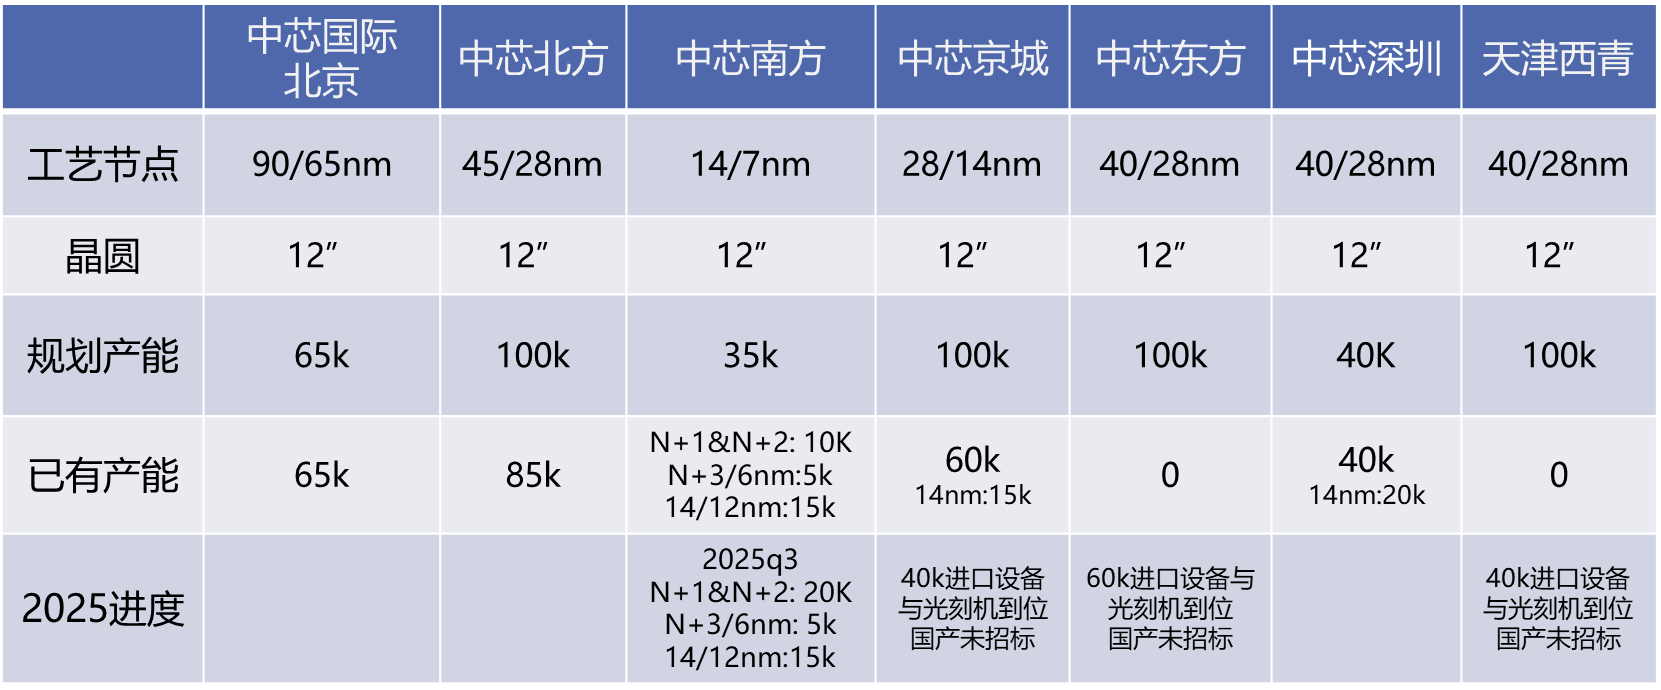 中芯国际
北京
中芯北方
中芯南方
中芯京城
中芯东方
中芯深圳
天津西青
工艺节点
90/65nm
45/28nm
14/7nm
28/14nm
40/28nm
40/28nm
40/28nm
晶圆
12”
12”
12”
12”
12”
12”
12”
规划产能
65k
100k
35k
100k
100k
40K
100k
已有产能
65k
85k
N+1&N+2: 10K
N+3/6nm:5k
14/12nm:15k
60k
14nm:15k
0
40k
14nm:20k
0
2025进度
2025q3
N+1&N+2: 20K
N+3/6nm: 5k
14/12nm:15k
40k进口设备
与光刻机到位
国产未招标
60k进口设备与
光刻机到位
国产未招标
40k进口设备
与光刻机到位
国产未招标